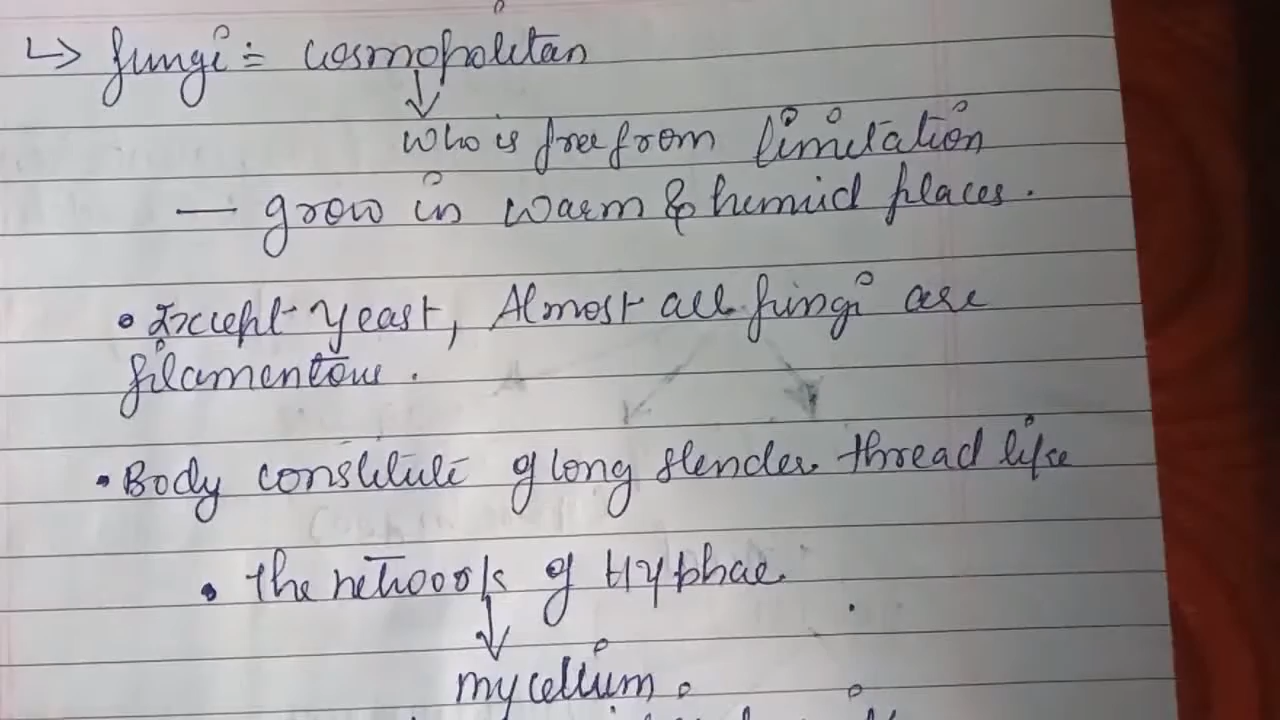 ↳ fungi = cosmopolitan
↓
who is free from limitation
— grow in warm & humid places.
• Except yeast, Almost all fungi are
filamentous.
• Body constitute of long slender thread like
• the network of Hyphae.
↓
mycellium.